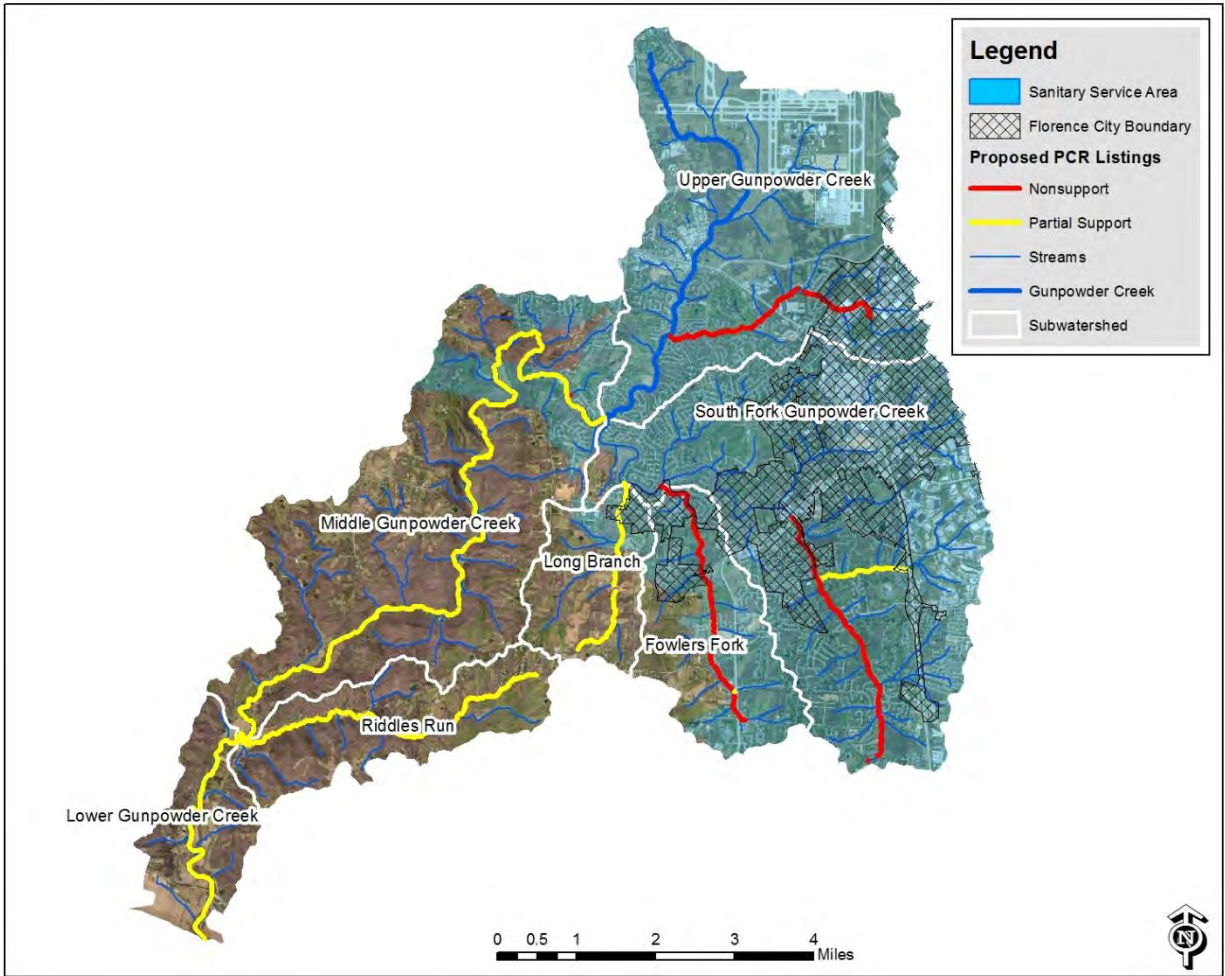 Legend
Sanitary Service Area
Florence City Boundary
Proposed PCR Listings
Nonsupport
Partial Support
Streams
Gunpowder Creek
Subwatershed
Upper Gunpowder Creek
South Fork Gunpowder Creek
Middle Gunpowder Creek
Long Branch
Fowlers Fork
Riddles Run
Lower Gunpowder Creek
0 0.5 1 2 3 4
Miles
N